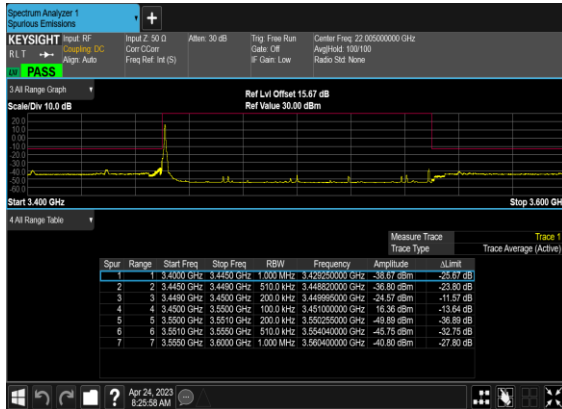 Spectrum Analyzer 1
Spurious Emissions
+
KEYSIGHT
RLT
Input: RF
Coupling: DC
Align: Auto
Input Z: 50 Ω
Corr CCorr
Freq Ref: Int (S)
Atten: 30 dB
Trig: Free Run
Gate: Off
IF Gain: Low
Center Freq: 22.005000000 GHz
Avg|Hold: 100/100
Radio Std: None
PASS
3 All Range Graph
Scale/Div 10.0 dB
Ref Lvl Offset 15.67 dB
Ref Value 30.00 dBm
20.0
10.0
0.00
-10.0
-20.0
-30.0
-40.0
-50.0
-60.0
Start 3.400 GHz
Stop 3.600 GH
4 All Range Table
Measure Trace Trace 1
Trace Type Trace Average (Active)
Spur Range Start Freq Stop Freq RBW Frequency Amplitude ΔLimit
1 1 3.4000 GHz 3.4450 GHz 1.000 MHz 3.429250000 GHz -38.67 dBm -25.67 dB
2 2 3.4450 GHz 3.4490 GHz 510.0 kHz 3.448820000 GHz -36.80 dBm -23.80 dB
3 3 3.4490 GHz 3.4500 GHz 200.0 kHz 3.449995000 GHz -24.57 dBm -11.57 dB
4 4 3.4500 GHz 3.5500 GHz 100.0 kHz 3.451000000 GHz 16.36 dBm -13.64 dB
5 5 3.5500 GHz 3.5510 GHz 200.0 kHz 3.550255000 GHz -49.89 dBm -36.89 dB
6 6 3.5510 GHz 3.5550 GHz 510.0 kHz 3.554040000 GHz -45.75 dBm -32.75 dB
7 7 3.5550 GHz 3.6000 GHz 1.000 MHz 3.560400000 GHz -40.80 dBm -27.80 dB
?
Apr 24, 2023
8:25:58 AM